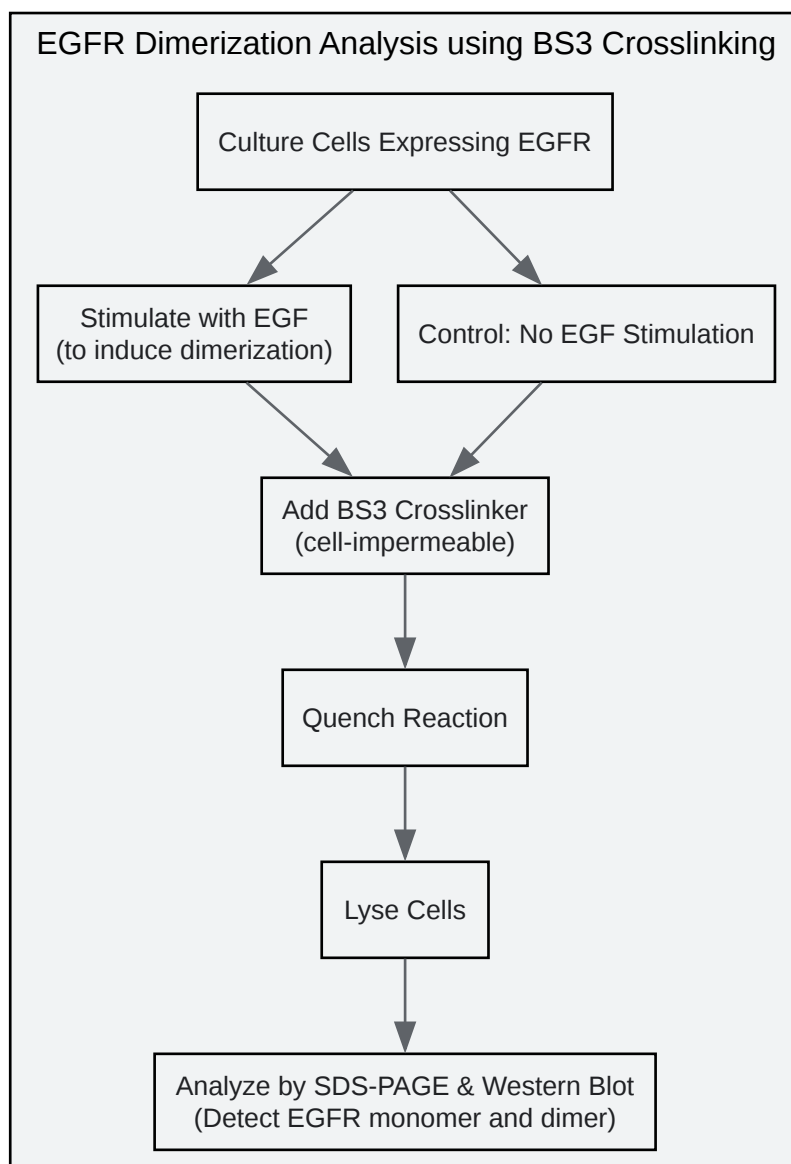 EGFR Dimerization Analysis using BS3 Crosslinking
Culture Cells Expressing EGFR
Stimulate with EGF
(to induce dimerization)
Control: No EGF Stimulation
Add BS3 Crosslinker
(cell-impermeable)
Quench Reaction
Lyse Cells
Analyze by SDS-PAGE & Western Blot
(Detect EGFR monomer and dimer)